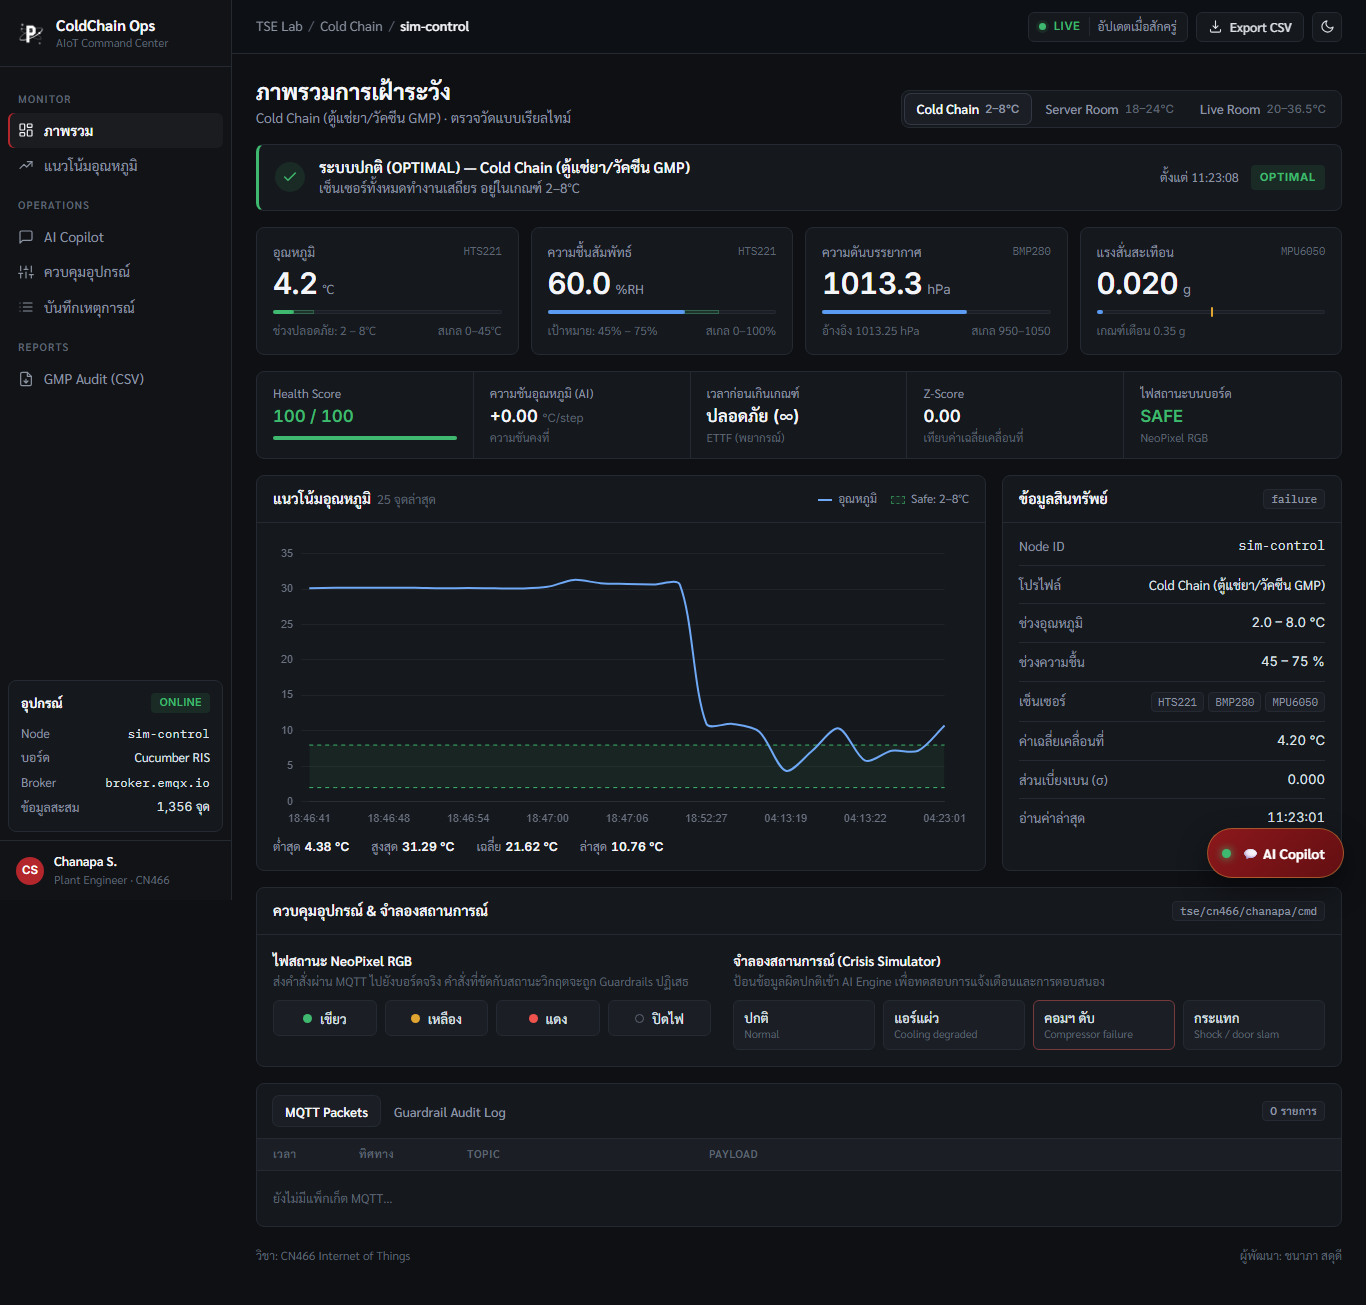 ColdChain Ops
AIoT Command Center
MONITOR
ภาพรวม
แนวโน้มอุณหภูมิ
OPERATIONS
AI Copilot
ควบคุมอุปกรณ์
บันทึกเหตุการณ์
REPORTS
GMP Audit (CSV)
อุปกรณ์ ONLINE
Node sim-control
บอร์ด Cucumber RIS
Broker broker.emqx.io
ข้อมูลสะสม 1,356 จุด
CS Chanapa S.
Plant Engineer · CN466
TSE Lab / Cold Chain / sim-control
LIVE อัปเดตเมื่อสักครู่ Export CSV
ภาพรวมการเฝ้าระวัง
Cold Chain (ตู้แช่ยา/วัคซีน GMP) · ตรวจวัดแบบเรียลไทม์
Cold Chain 2–8°C Server Room 18–24°C Live Room 20–36.5°C
ระบบปกติ (OPTIMAL) — Cold Chain (ตู้แช่ยา/วัคซีน GMP)
เซ็นเซอร์ทั้งหมดทำงานเสถียร อยู่ในเกณฑ์ 2–8°C
ตั้งแต่ 11:23:08 OPTIMAL
อุณหภูมิ HTS221
4.2 °C
ช่วงปลอดภัย: 2 – 8°C สเกล 0–45°C
ความชื้นสัมพัทธ์ HTS221
60.0 %RH
เป้าหมาย: 45% – 75% สเกล 0–100%
ความดันบรรยากาศ BMP280
1013.3 hPa
อ้างอิง 1013.25 hPa สเกล 950–1050
แรงสั่นสะเทือน MPU6050
0.020 g
เกณฑ์เตือน 0.35 g
Health Score
100 / 100
ความชันอุณหภูมิ (AI)
+0.00 °C/step
ความชันคงที่
เวลาก่อนเกินเกณฑ์
ปลอดภัย (∞)
ETTF (พยากรณ์)
Z-Score
0.00
เทียบค่าเฉลี่ยเคลื่อนที่
ไฟสถานะบนบอร์ด
SAFE
NeoPixel RGB
แนวโน้มอุณหภูมิ 25 จุดล่าสุด
อุณหภูมิ Safe: 2–8°C
35
30
25
20
15
10
5
0
18:46:41 18:46:48 18:46:54 18:47:00 18:47:06 18:52:27 04:13:19 04:13:22 04:23:01
ต่ำสุด 4.38 °C สูงสุด 31.29 °C เฉลี่ย 21.62 °C ล่าสุด 10.76 °C
ข้อมูลสินทรัพย์ failure
Node ID sim-control
โปรไฟล์ Cold Chain (ตู้แช่ยา/วัคซีน GMP)
ช่วงอุณหภูมิ 2.0 – 8.0 °C
ช่วงความชื้น 45 – 75 %
เซ็นเซอร์ HTS221 BMP280 MPU6050
ค่าเฉลี่ยเคลื่อนที่ 4.20 °C
ส่วนเบี่ยงเบน (σ) 0.000
อ่านค่าล่าสุด 11:23:01
AI Copilot
ควบคุมอุปกรณ์ & จำลองสถานการณ์ tse/cn466/chanapa/cmd
ไฟสถานะ NeoPixel RGB
ส่งคำสั่งผ่าน MQTT ไปยังบอร์ดจริง คำสั่งที่ขัดกับสถานะวิกฤตจะถูก Guardrails ปฏิเสธ
เขียว เหลือง แดง ปิดไฟ
จำลองสถานการณ์ (Crisis Simulator)
ป้อนข้อมูลผิดปกติเข้า AI Engine เพื่อทดสอบการแจ้งเตือนและการตอบสนอง
ปกติ
Normal
แอร์แผ่ว
Cooling degraded
คอมฯ ดับ
Compressor failure
กระแทก
Shock / door slam
MQTT Packets Guardrail Audit Log 0 รายการ
เวลา ทิศทาง TOPIC PAYLOAD
ยังไม่มีแพ็กเก็ต MQTT...
วิชา: CN466 Internet of Things
ผู้พัฒนา: ชนาภา สดุดี